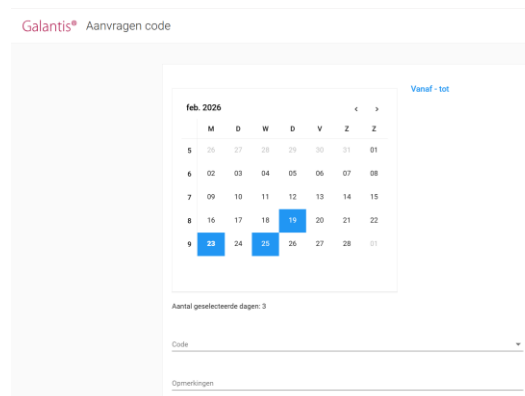 Galantis® Aanvragen code
Vanaf - tot
feb. 2026 ‹ ›
M D W D V Z Z
5 26 27 28 29 30 31 01
6 02 03 04 05 06 07 08
7 09 10 11 12 13 14 15
8 16 17 18 19 20 21 22
9 23 24 25 26 27 28 01
Aantal geselecteerde dagen: 3
Code
Opmerkingen